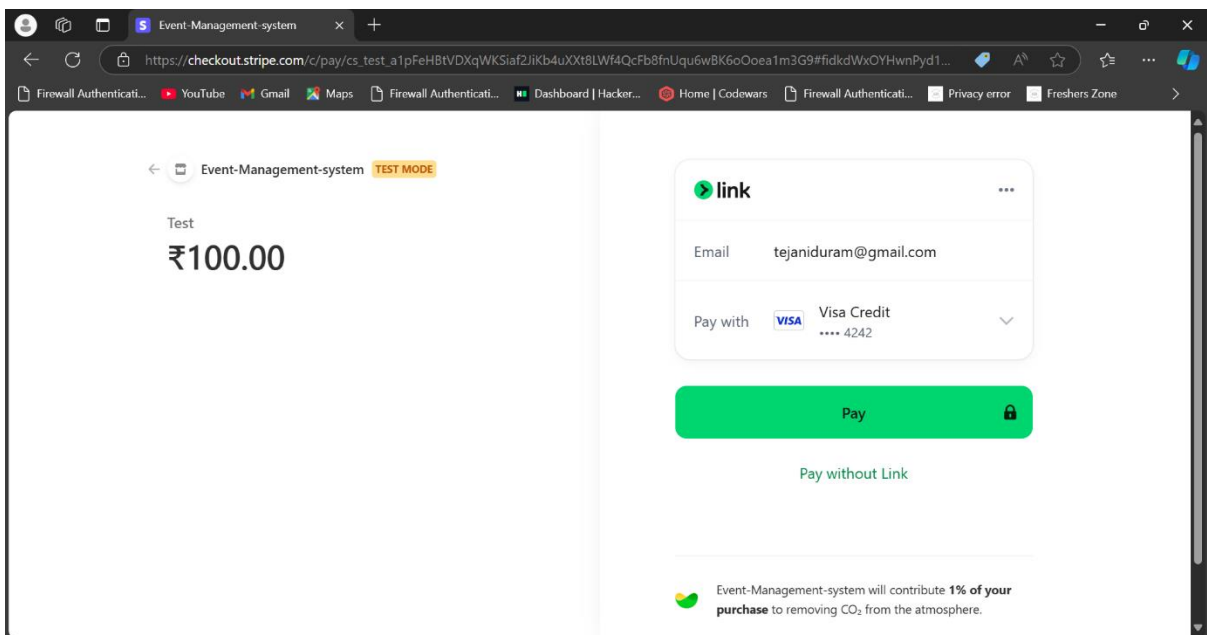 Event-Management-system
https://checkout.stripe.com/c/pay/cs_test_a1pFeHBtVDXqWKSiaf2JiKb4uXXt8LWf4QcFb8fnUqu6wBK6oOoea1m3G9#fidkdWxOYHwnPyd1...
Firewall Authenticati... YouTube Gmail Maps Firewall Authenticati... Dashboard | Hacker... Home | Codewars Firewall Authenticati... Privacy error Freshers Zone
Event-Management-system TEST MODE
Test
₹100.00
link
Email tejaniduram@gmail.com
Pay with VISA Visa Credit
•••• 4242
Pay
Pay without Link
Event-Management-system will contribute 1% of your
purchase to removing CO₂ from the atmosphere.